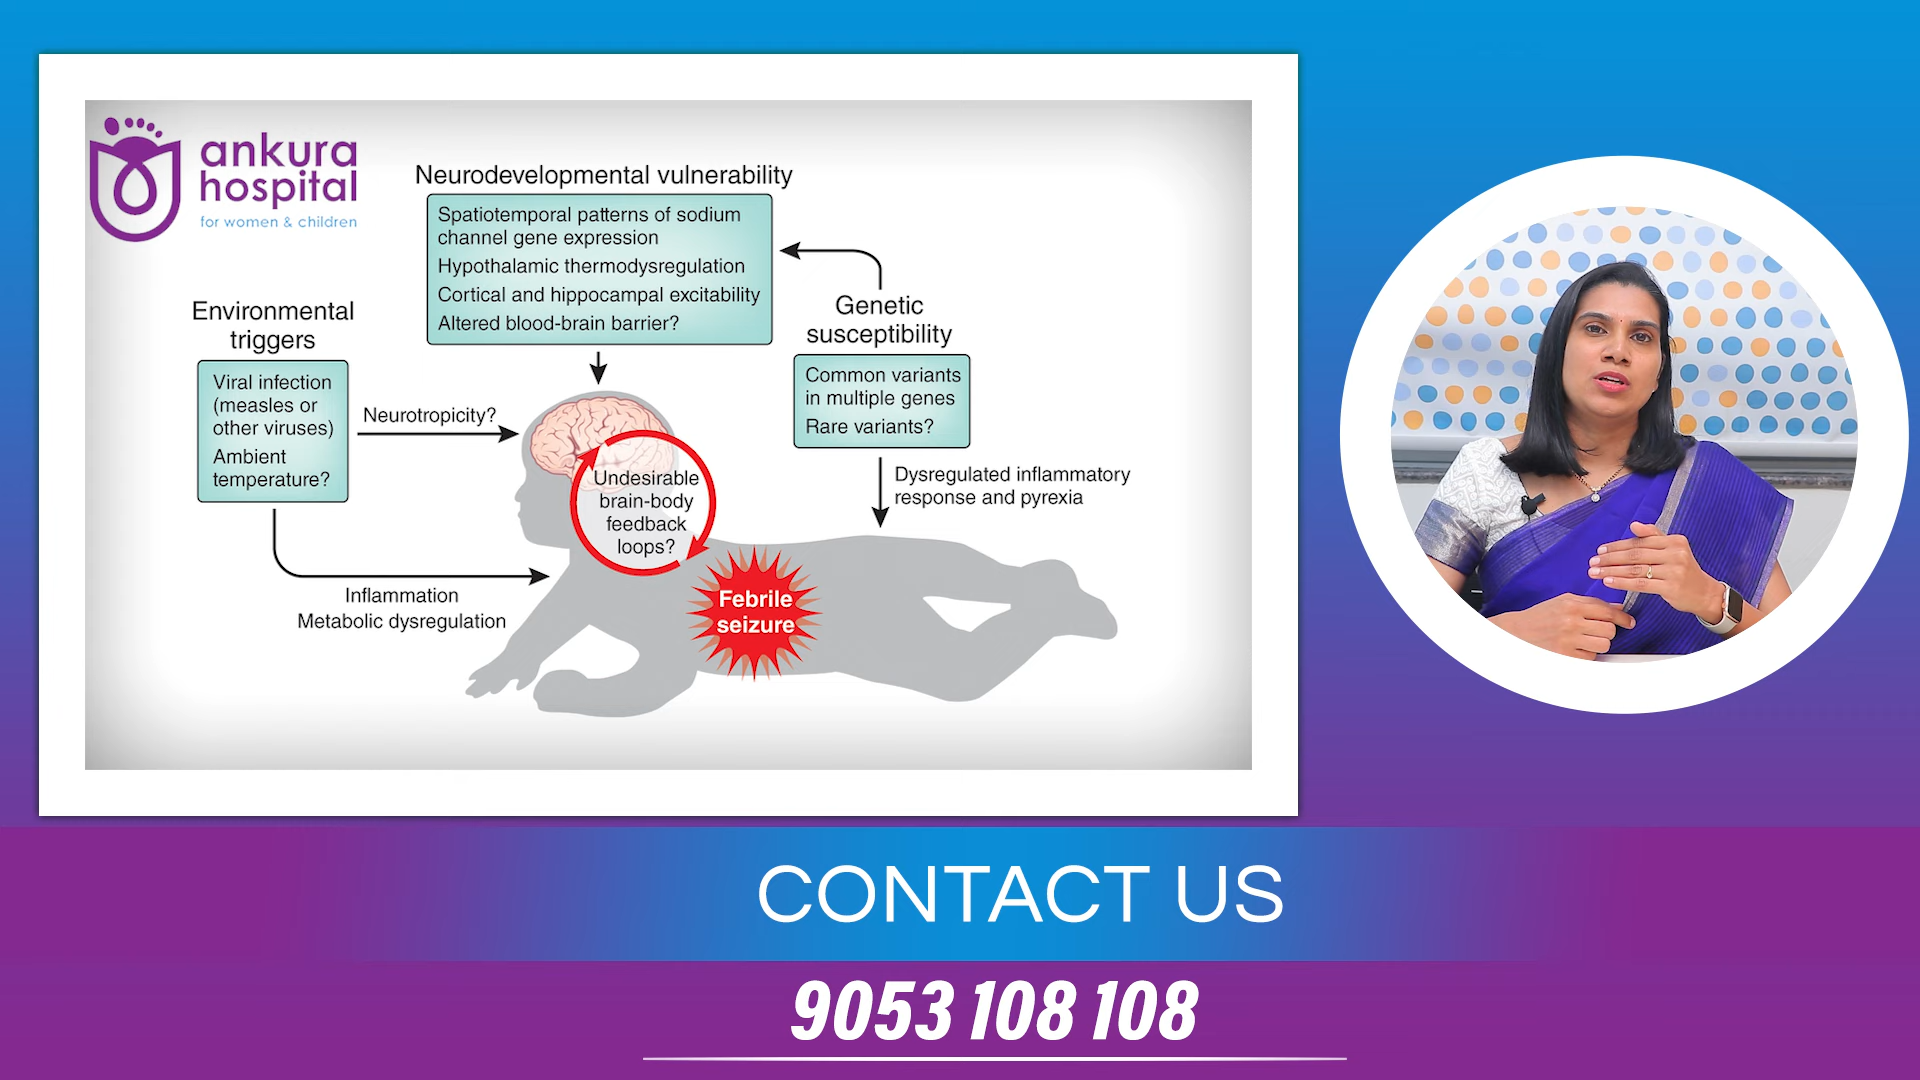 ankura
hospital
for women & children
Neurodevelopmental vulnerability
Spatiotemporal patterns of sodium
channel gene expression
Hypothalamic thermodysregulation
Cortical and hippocampal excitability
Altered blood-brain barrier?
Environmental
triggers
Viral infection
(measles or
other viruses)
Ambient
temperature?
Neurotropicity?
Inflammation
Metabolic dysregulation
Genetic
susceptibility
Common variants
in multiple genes
Rare variants?
Dysregulated inflammatory
response and pyrexia
Undesirable
brain-body
feedback
loops?
Febrile
seizure
CONTACT US
9053 108 108